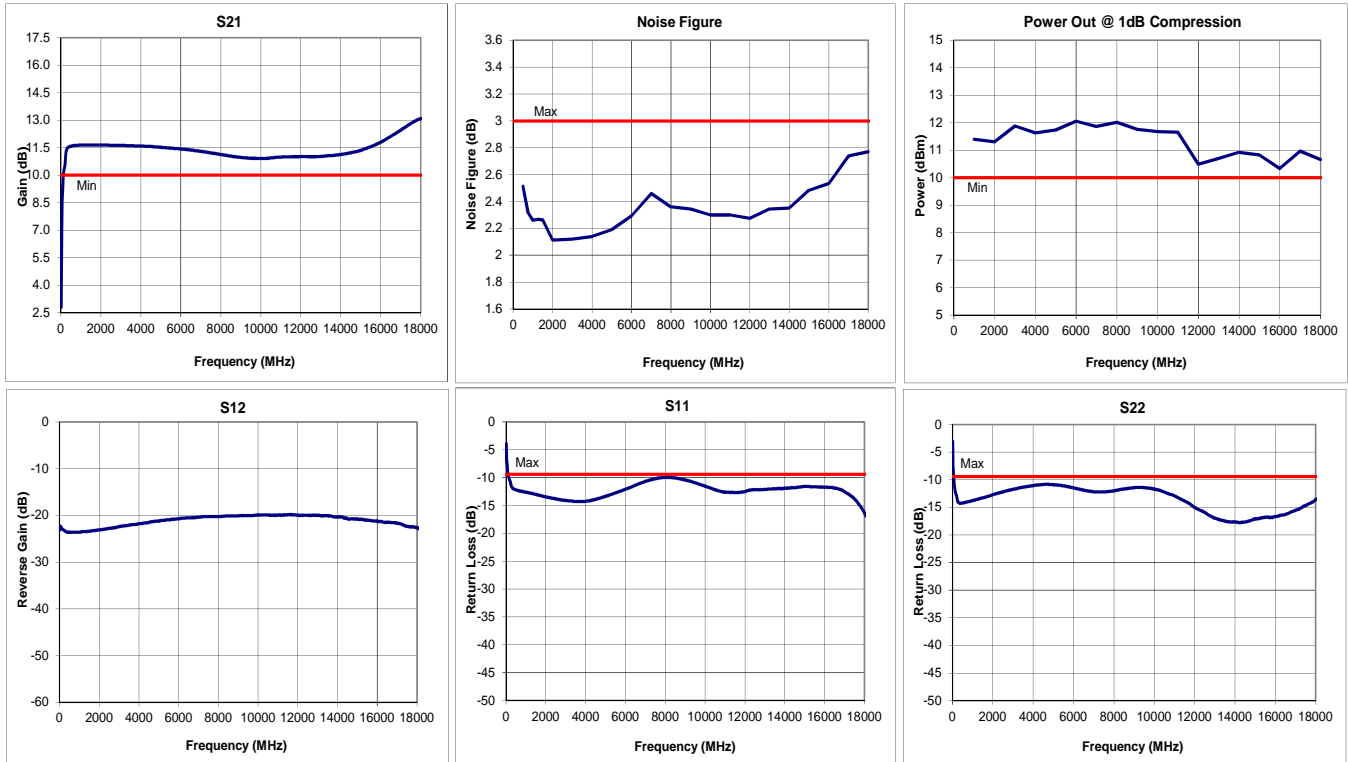 S21
Gain (dB)
17.5
16.0
14.5
13.0
11.5
10.0
8.5
7.0
5.5
4.0
2.5
Min
0 2000 4000 6000 8000 10000 12000 14000 16000 18000
Frequency (MHz)
Noise Figure
Noise Figure (dB)
3.6
3.4
3.2
3
2.8
2.6
2.4
2.2
2
1.8
1.6
Max
0 2000 4000 6000 8000 10000 12000 14000 16000 18000
Frequency (MHz)
Power Out @ 1dB Compression
Power (dBm)
15
14
13
12
11
10
9
8
7
6
5
Min
0 2000 4000 6000 8000 10000 12000 14000 16000 18000
Frequency (MHz)
S12
Reverse Gain (dB)
0
-10
-20
-30
-40
-50
-60
0 2000 4000 6000 8000 10000 12000 14000 16000 18000
Frequency (MHz)
S11
Return Loss (dB)
0
-5
-10
-15
-20
-25
-30
-35
-40
-45
-50
Max
0 2000 4000 6000 8000 10000 12000 14000 16000 18000
Frequency (MHz)
S22
Return Loss (dB)
0
-5
-10
-15
-20
-25
-30
-35
-40
-45
-50
Max
0 2000 4000 6000 8000 10000 12000 14000 16000 18000
Frequency (MHz)